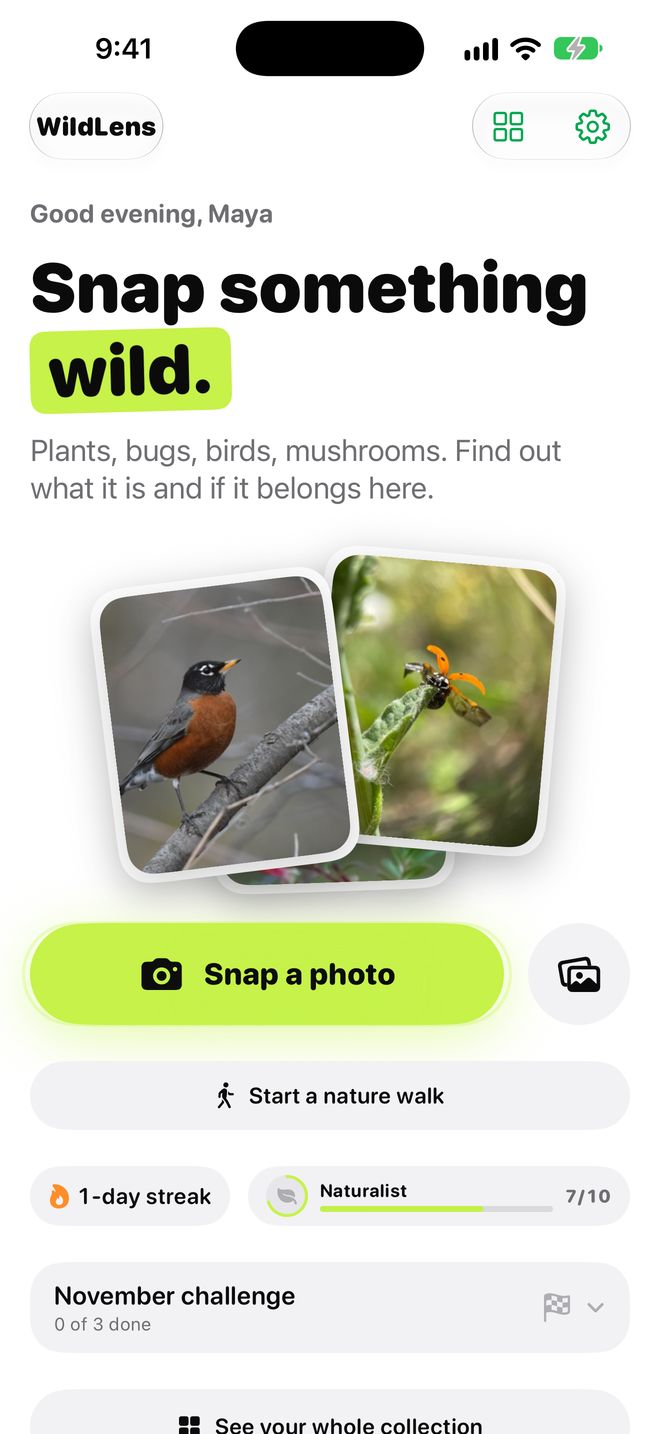 9:41
WildLens
Good evening, Maya
Snap something
wild.
Plants, bugs, birds, mushrooms. Find out
what it is and if it belongs here.
Snap a photo
Start a nature walk
1-day streak
Naturalist
7/10
November challenge
0 of 3 done
See your whole collection